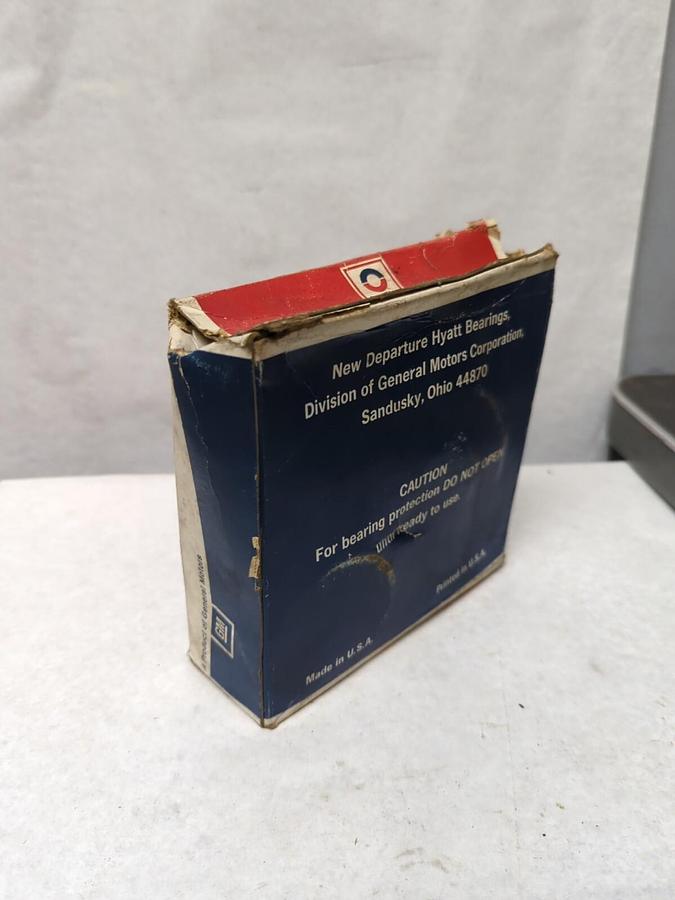 New Departure Hyatt Bearings,
Division of General Motors Corporation,
Sandusky, Ohio 44870
CAUTION
For bearing protection DO NOT OPEN
until ready to use.
Made in U.S.A.
Printed in U.S.A.
A Product of General Motors
GM